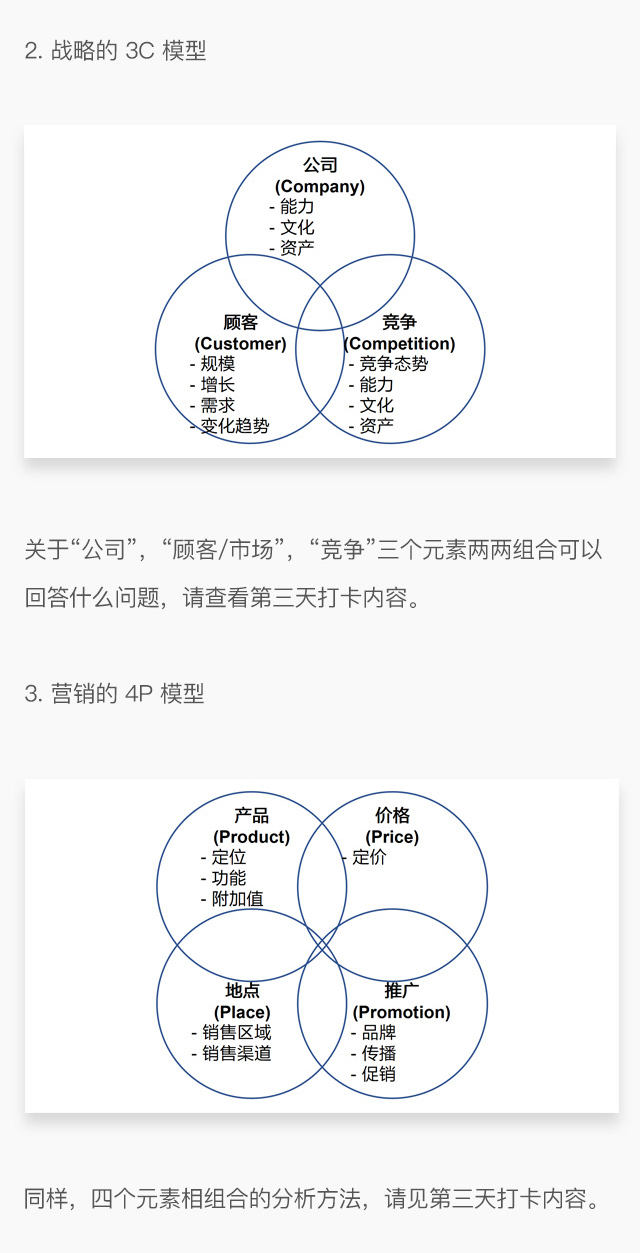 2. 战略的 3C 模型
公司
(Company)
- 能力
- 文化
- 资产
顾客
(Customer)
- 规模
- 增长
- 需求
- 变化趋势
竞争
(Competition)
- 竞争态势
- 能力
- 文化
- 资产
关于“公司”，“顾客/市场”，“竞争”三个元素两两组合可以
回答什么问题，请查看第三天打卡内容。
3. 营销的 4P 模型
产品
(Product)
- 定位
- 功能
- 附加值
价格
(Price)
- 定价
地点
(Place)
- 销售区域
- 销售渠道
推广
(Promotion)
- 品牌
- 传播
- 促销
同样，四个元素相组合的分析方法，请见第三天打卡内容。